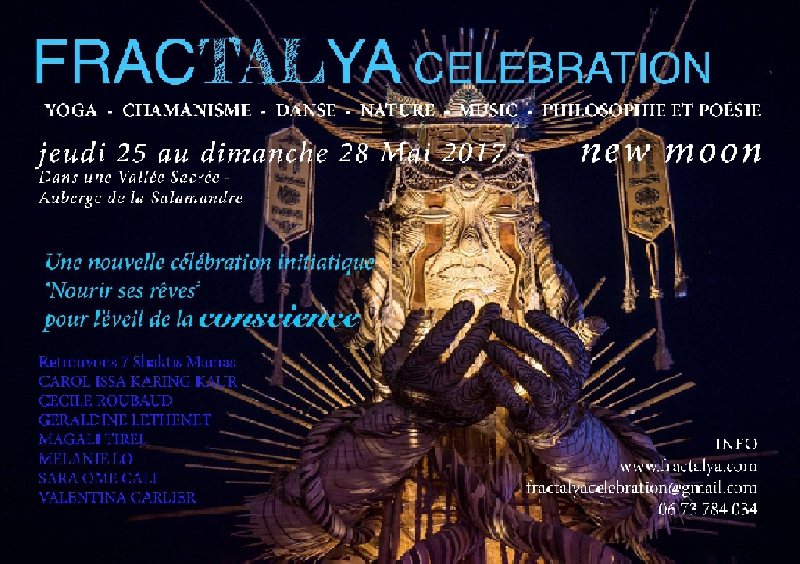 FRACTALYA CELEBRATION
YOGA - CHAMANISME - DANSE - NATURE - MUSIC - PHILOSOPHIE ET POÉSIE
jeudi 25 au dimanche 28 Mai 2017 new moon
Dans une Vallée Sacrée -
Auberge de la Salamandre
Une nouvelle célébration initiatique
"Nourir ses rêves"
pour l'éveil de la conscience
Retrouvons 7 Shaktis Mamas
CAROL ISSA KARING KAUR
CECILE ROUBAUD
GERALDINE LETHENET
MAGALI TIREL
MELANIE LO
SARA OME CALI
VALENTINA CARLIER
INFO
www.fractalya.com
fractalyacelebration@gmail.com
06 73 784 034